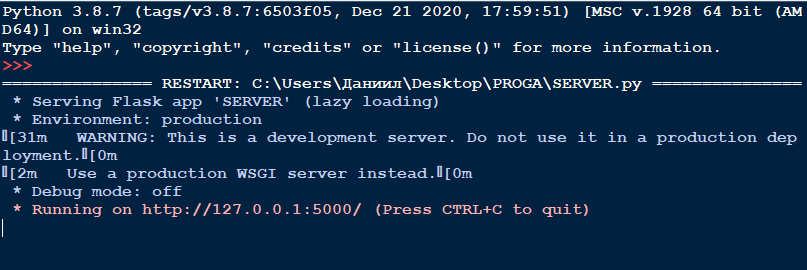 Python 3.8.7 (tags/v3.8.7:6503f05, Dec 21 2020, 17:59:51) [MSC v.1928 64 bit (AM
D64)] on win32
Type "help", "copyright", "credits" or "license()" for more information.
>>>
=============== RESTART: C:\Users\Даниил\Desktop\PROGA\SERVER.py ===============
 * Serving Flask app 'SERVER' (lazy loading)
 * Environment: production
[31m   WARNING: This is a development server. Do not use it in a production dep
loyment.[0m
[2m   Use a production WSGI server instead.[0m
 * Debug mode: off
 * Running on http://127.0.0.1:5000/ (Press CTRL+C to quit)